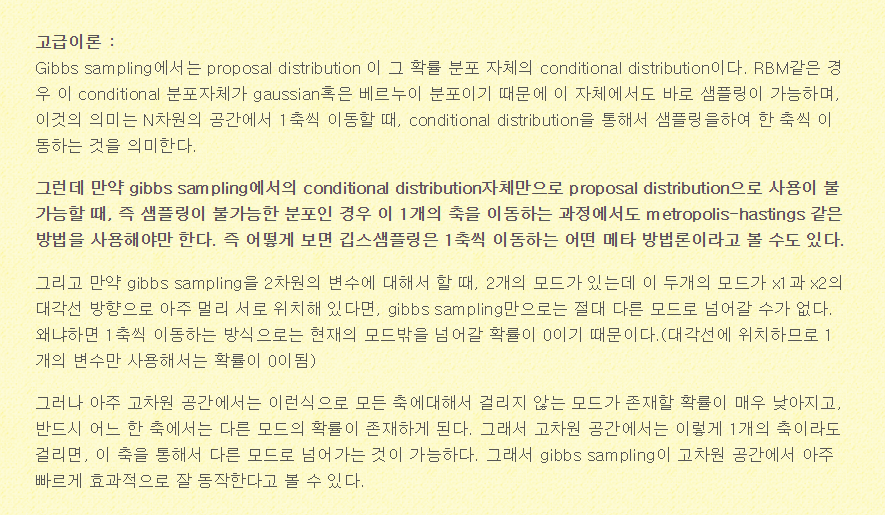 고급이론 :
Gibbs sampling에서는 proposal distribution 이 그 확률 분포 자체의 conditional distribution이다. RBM같은 경
우 이 conditional 분포자체가 gaussian혹은 베르누이 분포이기 때문에 이 자체에서도 바로 샘플링이 가능하며,
이것의 의미는 N차원의 공간에서 1축씩 이동할 때, conditional distribution을 통해서 샘플링을하여 한 축씩 이
동하는 것을 의미한다.
그런데 만약 gibbs sampling에서의 conditional distribution자체만으로 proposal distribution으로 사용이 불
가능할 때, 즉 샘플링이 불가능한 분포인 경우 이 1개의 축을 이동하는 과정에서도 metropolis-hastings 같은
방법을 사용해야만 한다. 즉 어떻게 보면 깁스샘플링은 1축씩 이동하는 어떤 메타 방법론이라고 볼 수도 있다.
그리고 만약 gibbs sampling을 2차원의 변수에 대해서 할 때, 2개의 모드가 있는데 이 두개의 모드가 x1과 x2의
대각선 방향으로 아주 멀리 서로 위치해 있다면, gibbs sampling만으로는 절대 다른 모드로 넘어갈 수가 없다.
왜냐하면 1축씩 이동하는 방식으로는 현재의 모드밖을 넘어갈 확률이 0이기 때문이다.(대각선에 위치하므로 1
개의 변수만 사용해서는 확률이 0이됨)
그러나 아주 고차원 공간에서는 이런식으로 모든 축에대해서 걸리지 않는 모드가 존재할 확률이 매우 낮아지고,
반드시 어느 한 축에서는 다른 모드의 확률이 존재하게 된다. 그래서 고차원 공간에서는 이렇게 1개의 축이라도
걸리면, 이 축을 통해서 다른 모드로 넘어가는 것이 가능하다. 그래서 gibbs sampling이 고차원 공간에서 아주
빠르게 효과적으로 잘 동작한다고 볼 수 있다.